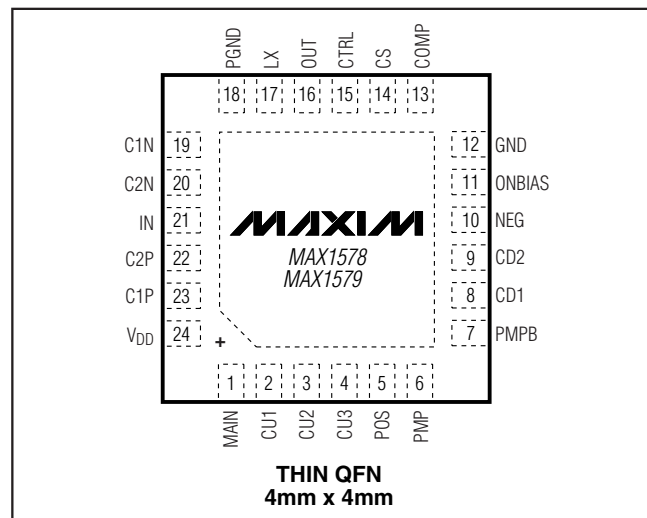 PGND LX OUT CTRL CS COMP
18 17 16 15 14 13
C1N 19
C2N 20
IN 21
C2P 22
C1P 23
VDD 24
12 GND
11 ONBIAS
10 NEG
9 CD2
8 CD1
7 PMPB
MAXIM
MAX1578
MAX1579
+
1 2 3 4 5 6
MAIN CU1 CU2 CU3 POS PMP
THIN QFN
4mm x 4mm